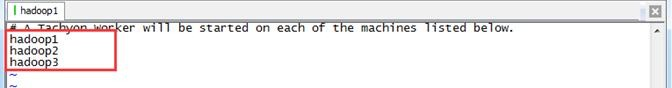 hadoop1
# A Tachyon Worker will be started on each of the machines listed below.
hadoop1
hadoop2
hadoop3
~
~